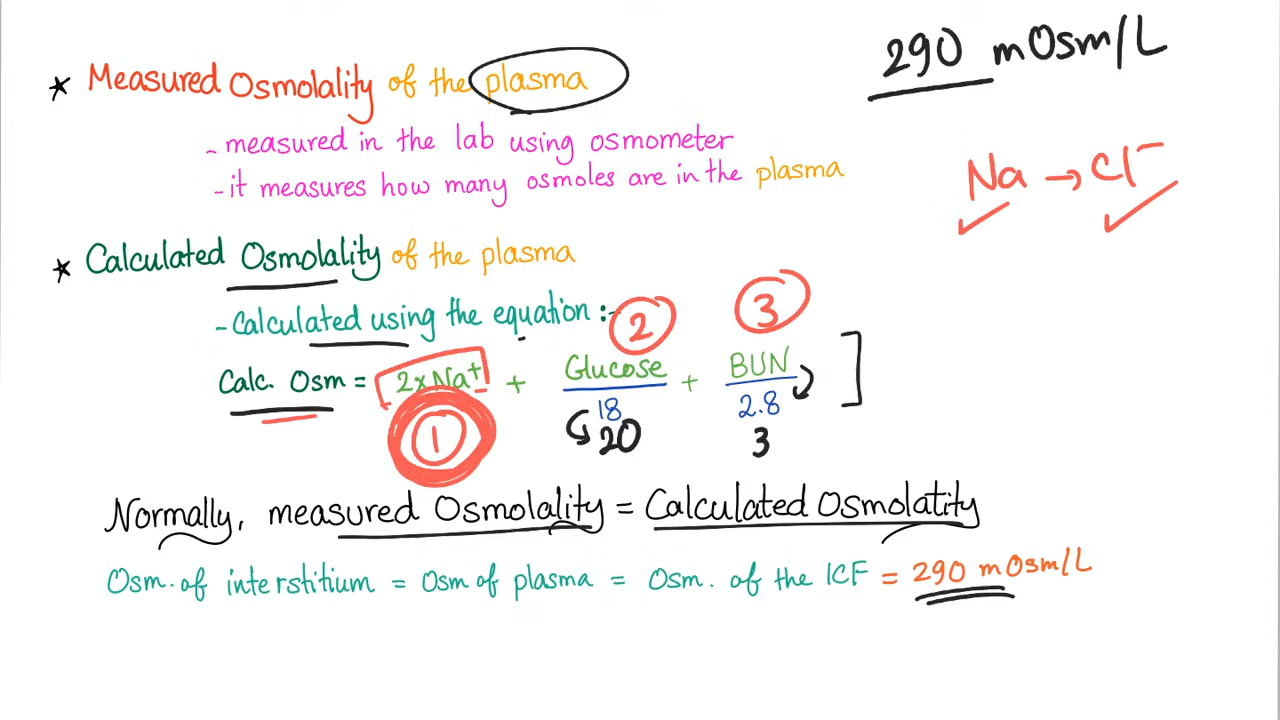 290 mOsm/L
* Measured Osmolality of the plasma
- measured in the lab using osmometer
- it measures how many osmoles are in the plasma
Na → Cl⁻
* Calculated Osmolality of the plasma
- Calculated using the equation :-
2 3
Calc. Osm = 2xNa⁺ + Glucose/18 + BUN/2.8 ]
1 20 3
Normally, measured Osmolality = Calculated Osmolatity
Osm. of interstitium = Osm of plasma = Osm. of the ICF = 290 mOsm/L